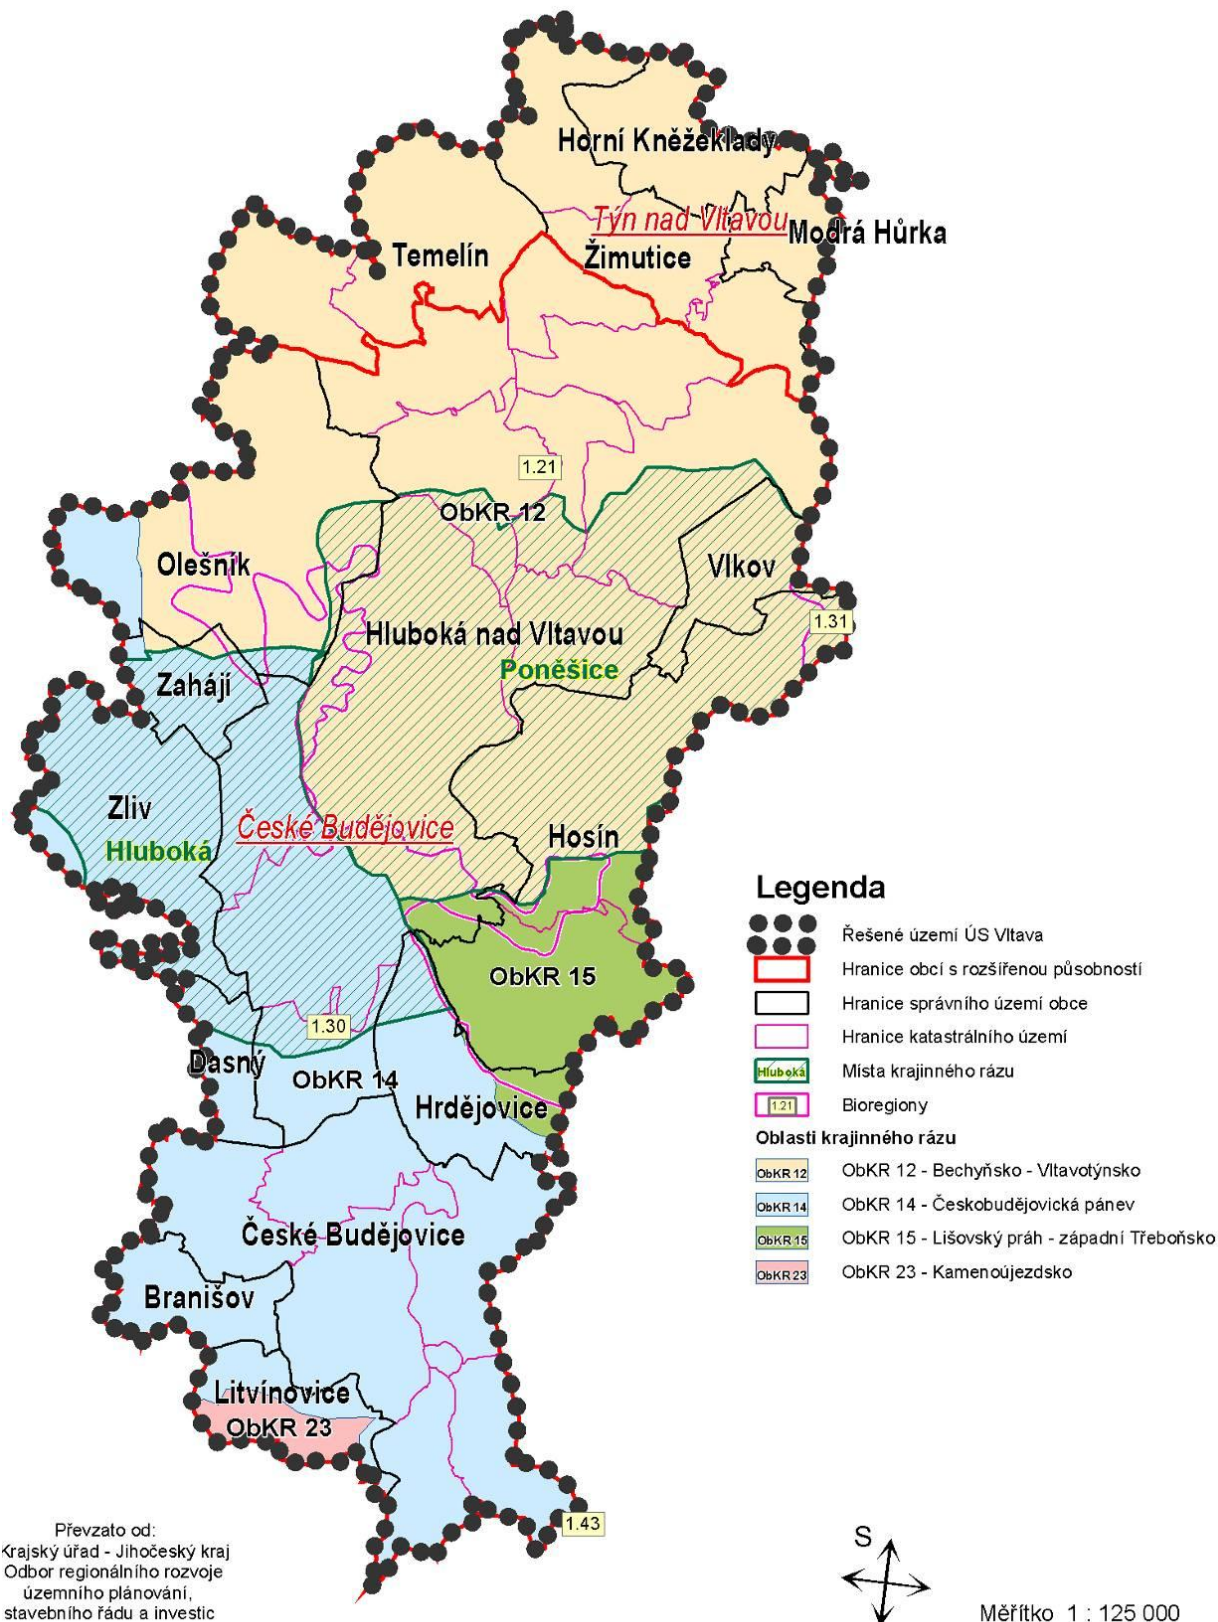 Horní Kněžeklady
Týn nad Vltavou
Modrá Hůrka
Temelín
Žimutice
1.21
ObKR 12
Olešník
Vlkov
1.31
Hluboká nad Vltavou
Poněšice
Zahájí
Zliv
České Budějovice
Hosín
Hluboká
ObKR 15
1.30
Dasný
ObKR 14
Hrdějovice
České Budějovice
Branišov
Litvínovice
ObKR 23
1.43
Legenda
Řešené území ÚS Vltava
Hranice obcí s rozšířenou působností
Hranice správního území obce
Hranice katastrálního území
Hluboká Místa krajinného rázu
1.21 Bioregiony
Oblasti krajinného rázu
ObKR 12 ObKR 12 - Bechyňsko - Vltavotýnsko
ObKR 14 ObKR 14 - Českobudějovická pánev
ObKR 15 ObKR 15 - Lišovský práh - západní Třeboňsko
ObKR 23 ObKR 23 - Kamenoújezdsko
Převzato od:
Krajský úřad - Jihočeský kraj
Odbor regionálního rozvoje
územního plánování,
stavebního řádu a investic
S
Měřítko 1 : 125 000